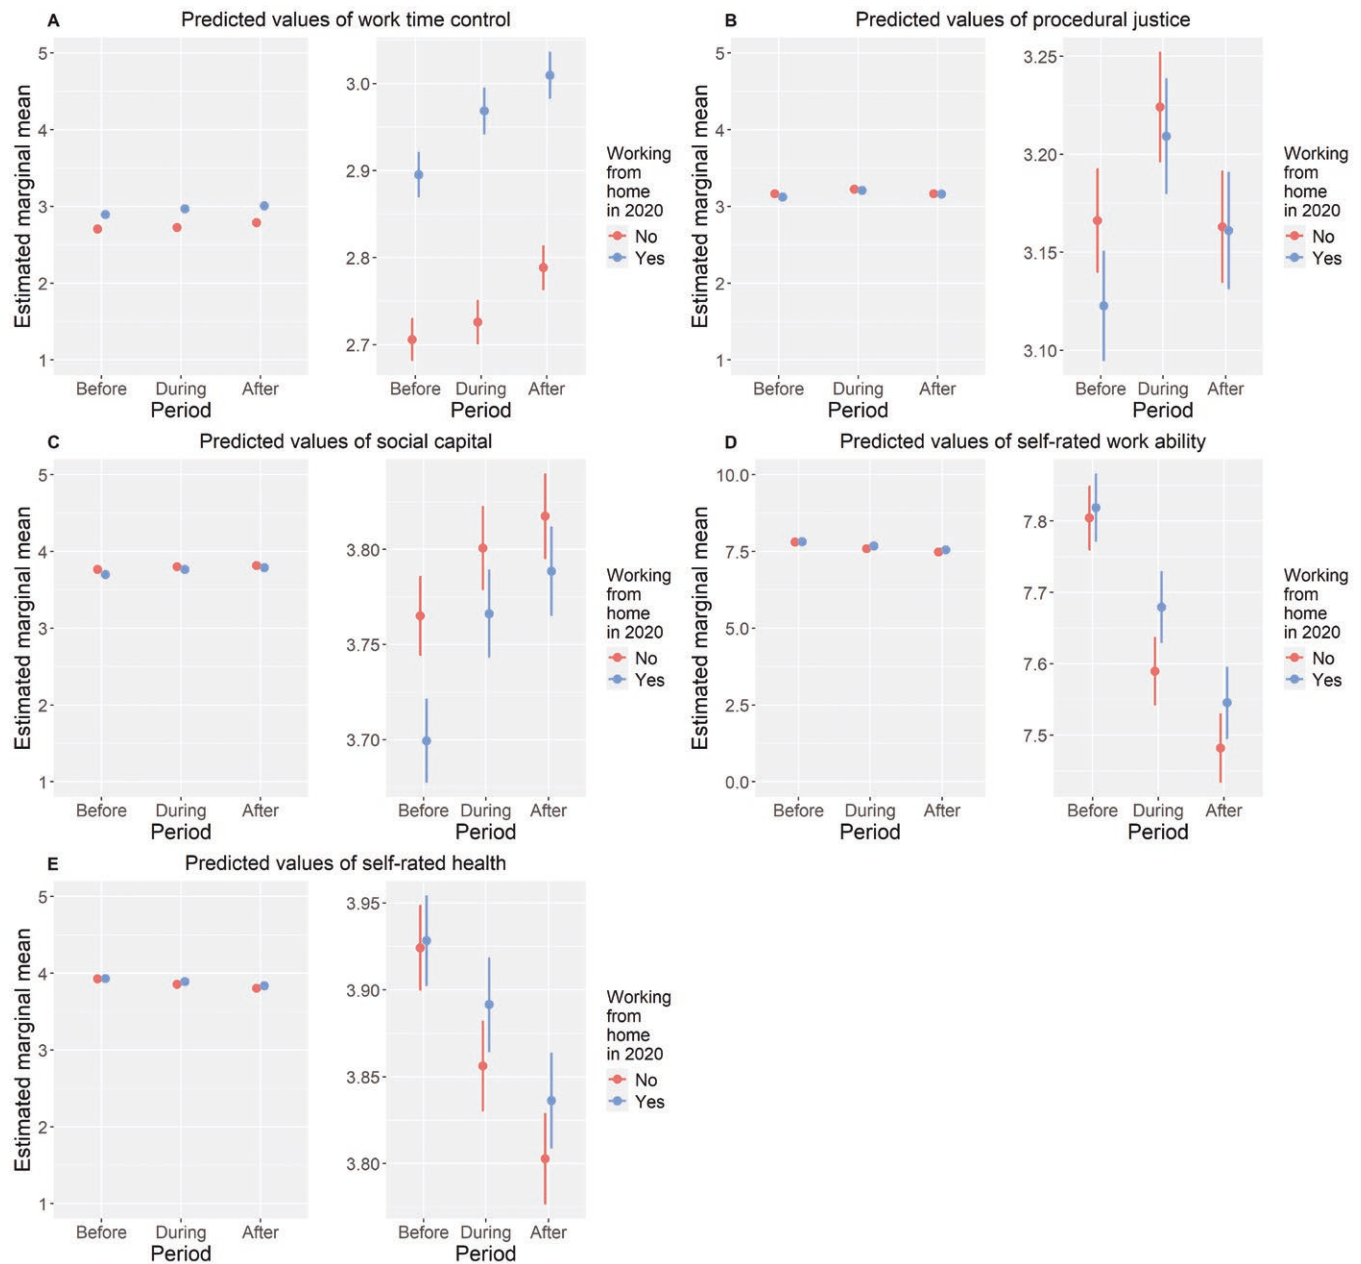 A Predicted values of work time control
Estimated marginal mean
5
4
3
2
1
Before During After
Period
3.0
2.9
2.8
2.7
Before During After
Period
Working
from
home
in 2020
No
Yes
B Predicted values of procedural justice
Estimated marginal mean
5
4
3
2
1
Before During After
Period
3.25
3.20
3.15
3.10
Before During After
Period
Working
from
home
in 2020
No
Yes
C Predicted values of social capital
Estimated marginal mean
5
4
3
2
1
Before During After
Period
3.80
3.75
3.70
Before During After
Period
Working
from
home
in 2020
No
Yes
D Predicted values of self-rated work ability
Estimated marginal mean
10.0
7.5
5.0
2.5
0.0
Before During After
Period
7.8
7.7
7.6
7.5
Before During After
Period
Working
from
home
in 2020
No
Yes
E Predicted values of self-rated health
Estimated marginal mean
5
4
3
2
1
Before During After
Period
3.95
3.90
3.85
3.80
Before During After
Period
Working
from
home
in 2020
No
Yes